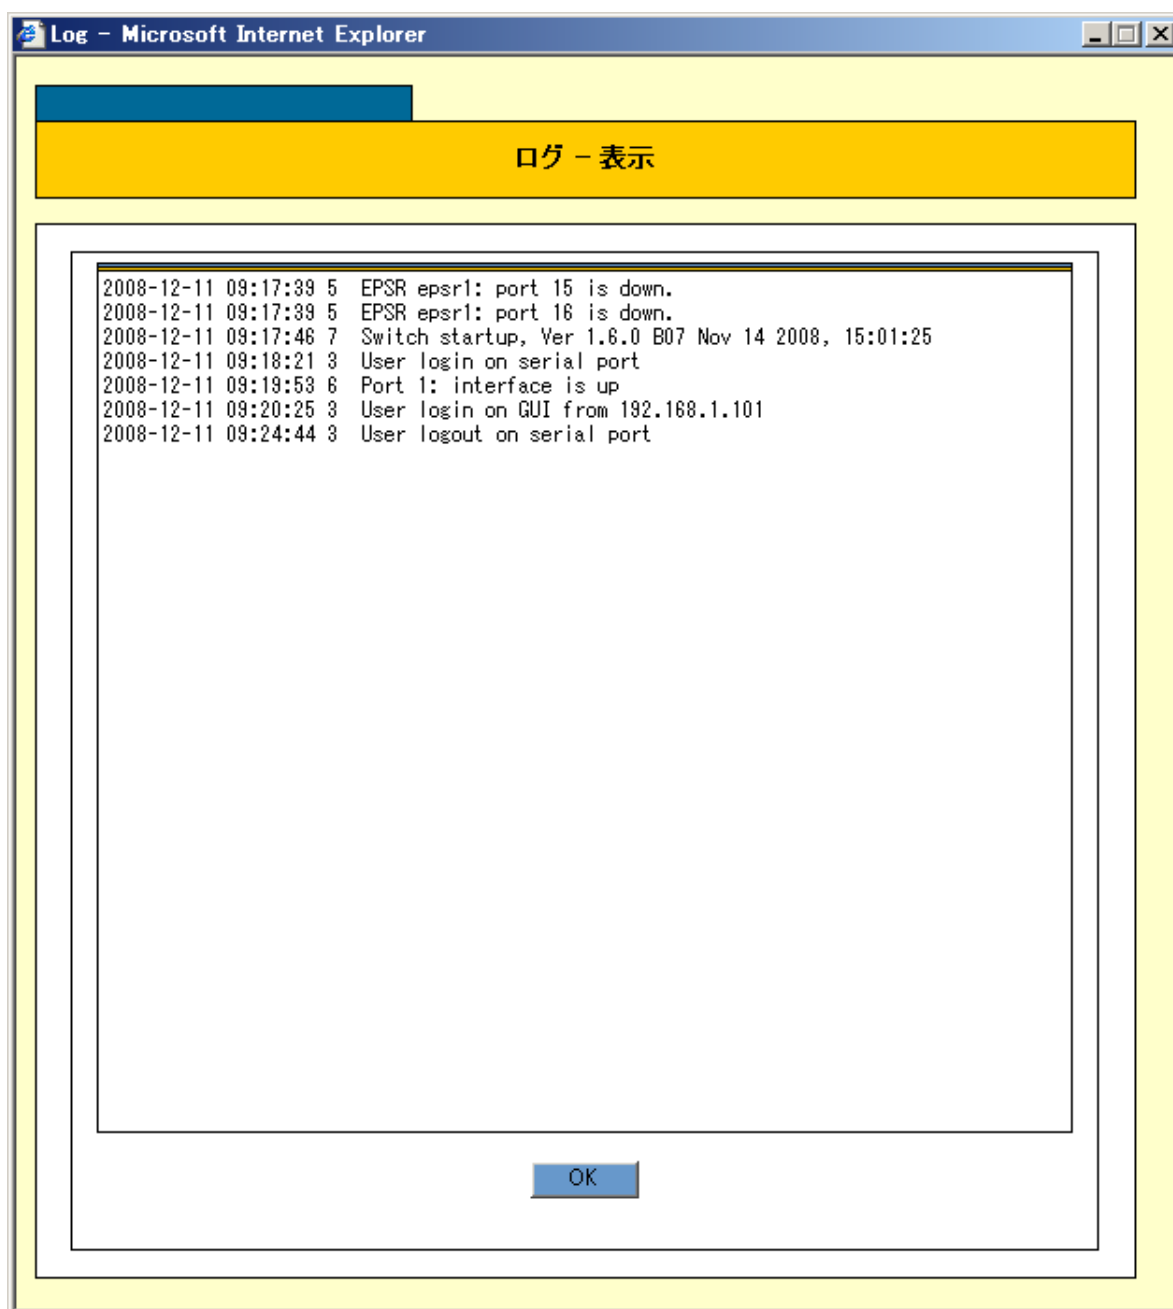 Log - Microsoft Internet Explorer
ログ - 表示
2008-12-11 09:17:39 5  EPSR epsr1: port 15 is down.
2008-12-11 09:17:39 5  EPSR epsr1: port 16 is down.
2008-12-11 09:17:46 7  Switch startup, Ver 1.6.0 B07 Nov 14 2008, 15:01:25
2008-12-11 09:18:21 3  User login on serial port
2008-12-11 09:19:53 6  Port 1: interface is up
2008-12-11 09:20:25 3  User login on GUI from 192.168.1.101
2008-12-11 09:24:44 3  User logout on serial port
OK